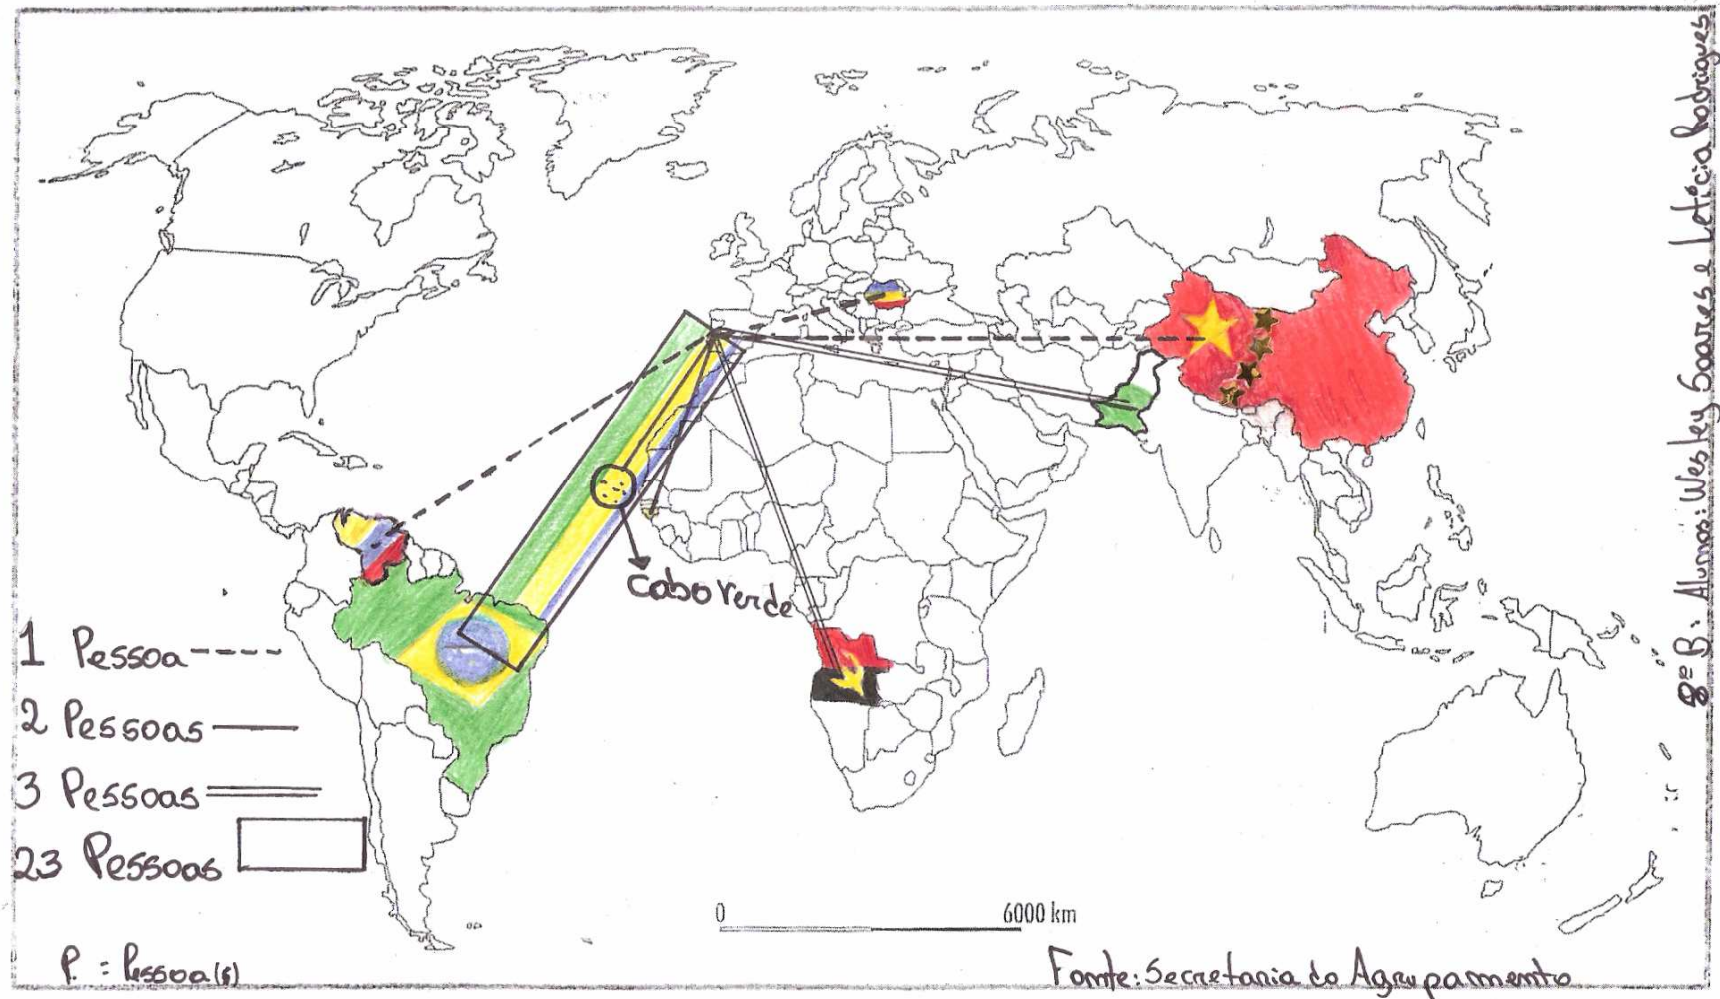 Cabo Verde
1 Pessoa
2 Pessoas
3 Pessoas
23 Pessoas
P. = Pessoa(s)
0 6000 km
Fomte: Secretaria do Agrupamento
8º B. Alunos: Wesley Soares e Letícia Rodrigues